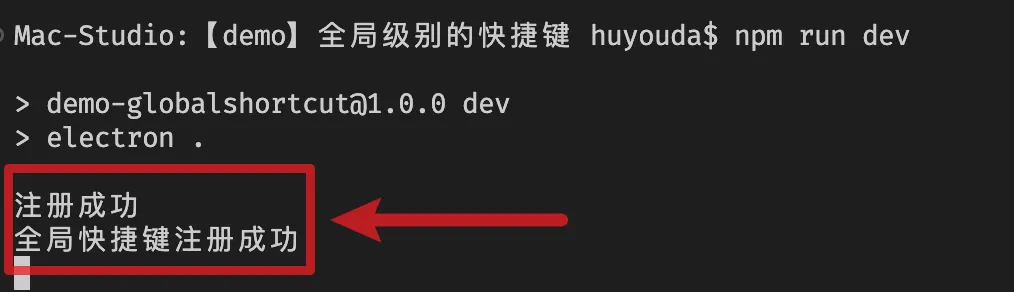 Mac-Studio:【demo】全局级别的快捷键 huyouda$ npm run dev
> demo-globalshortcut@1.0.0 dev
> electron .
注册成功
全局快捷键注册成功